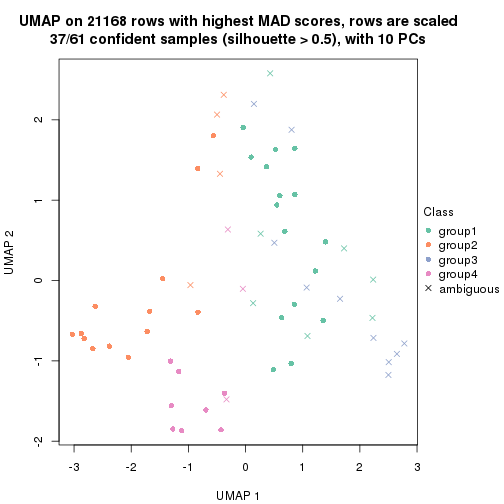 UMAP on 21168 rows with highest MAD scores, rows are scaled
37/61 confident samples (silhouette > 0.5), with 10 PCs
2
1
0
-1
-2
UMAP 2
-3
-2
-1
0
1
2
3
UMAP 1
Class
group1
group2
group3
group4
ambiguous